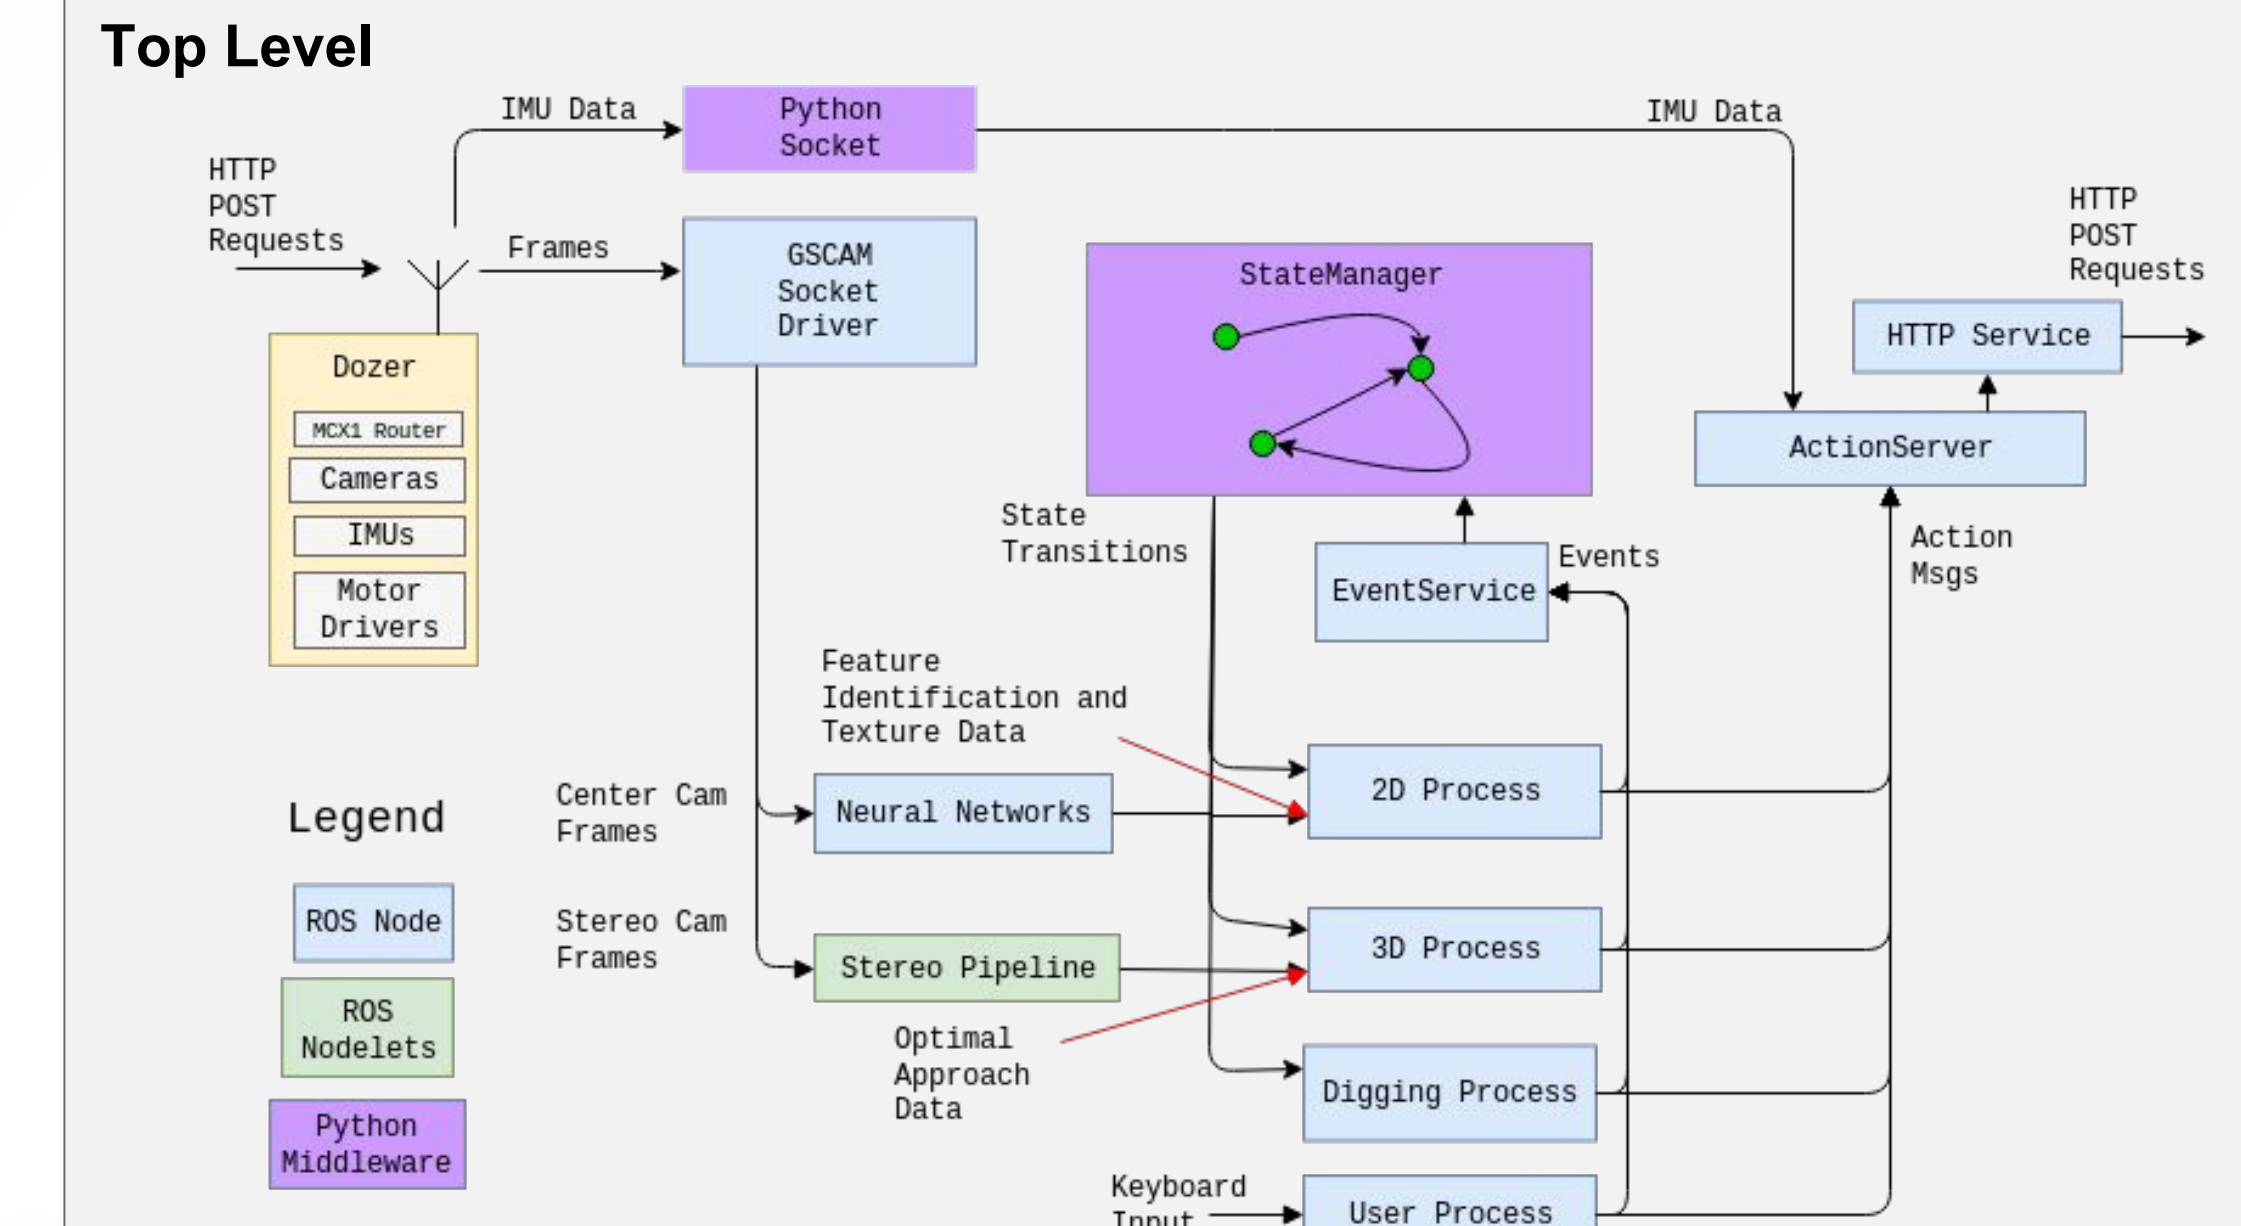 Top Level
IMU Data
Python
Socket
IMU Data
HTTP
POST
Requests
Frames
GSCAM
Socket
Driver
StateManager
HTTP
POST
Requests
HTTP Service
Dozer
MCX1 Router
Cameras
IMUs
Motor
Drivers
ActionServer
State
Transitions
EventService
Events
Action
Msgs
Feature
Identification and
Texture Data
Center Cam
Frames
Neural Networks
2D Process
Legend
ROS Node
Stereo Cam
Frames
Stereo Pipeline
3D Process
ROS
Nodelets
Optimal
Approach
Data
Digging Process
Python
Middleware
Keyboard
Input
User Process